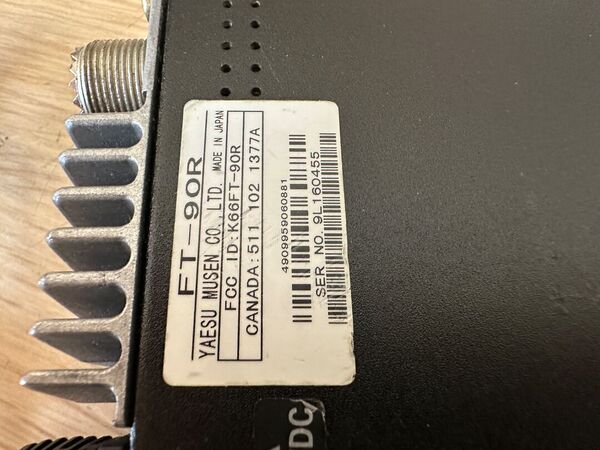 FT-90R
YAESU MUSEN CO., LTD. MADE IN JAPAN
FCC ID:K66FT-90R
CANADA:511 102 1377A
4909959060881
SER NO. 9L160455
DC